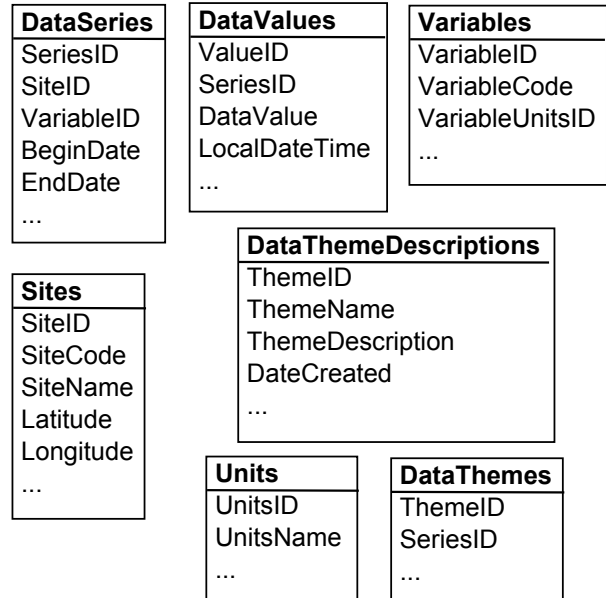 DataSeries
SeriesID
SiteID
VariableID
BeginDate
EndDate
...
DataValues
ValueID
SeriesID
DataValue
LocalDateTime
...
Variables
VariableID
VariableCode
VariableUnitsID
...
DataThemeDescriptions
ThemeID
ThemeName
ThemeDescription
DateCreated
...
Sites
SiteID
SiteCode
SiteName
Latitude
Longitude
...
Units
UnitsID
UnitsName
...
DataThemes
ThemeID
SeriesID
...